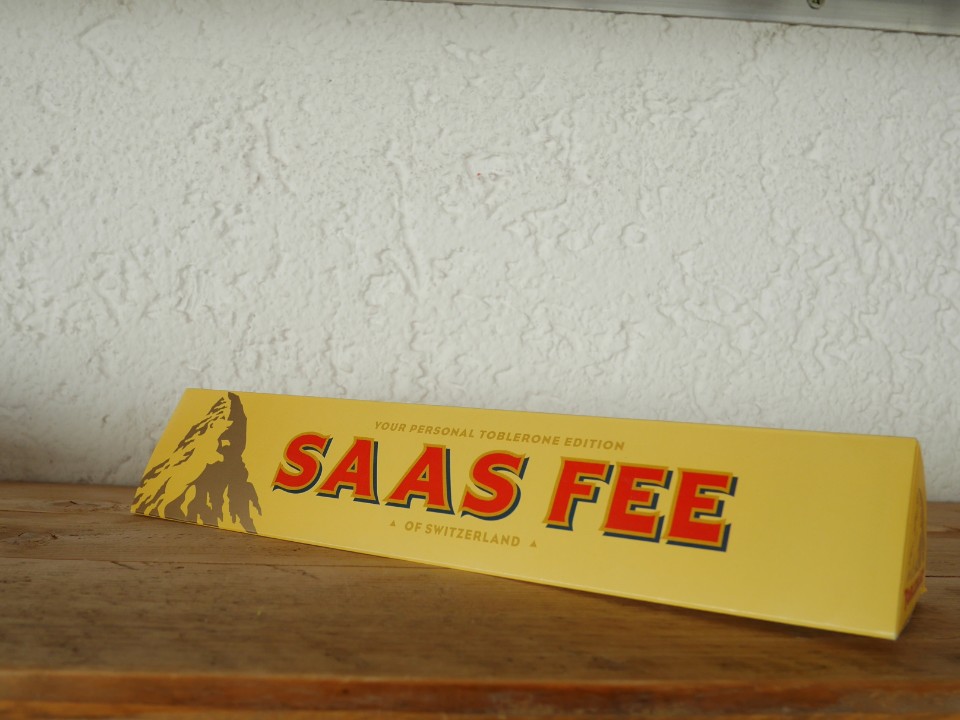 YOUR PERSONAL TOBLERONE EDITION
SAAS FEE
OF SWITZERLAND